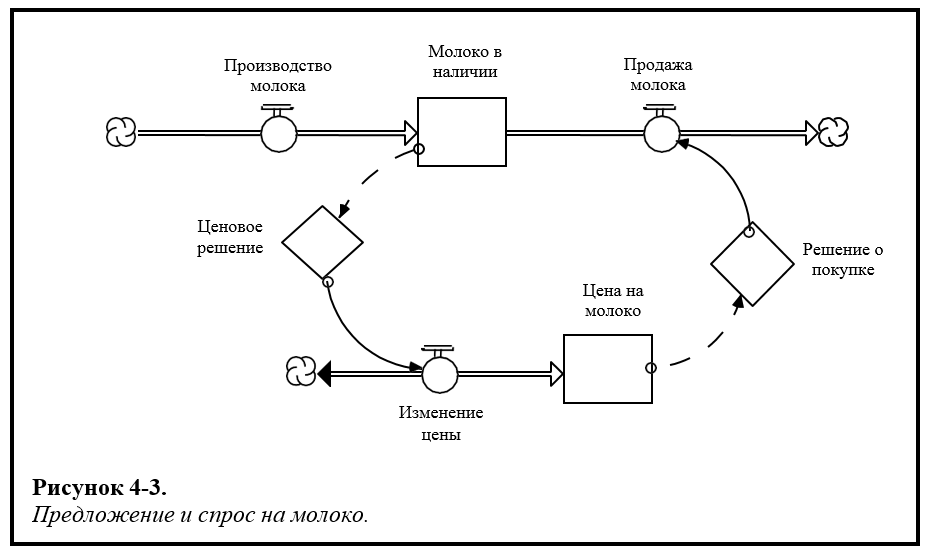 Производство
молока
Молоко в
наличии
Продажа
молока
Ценовое
решение
Решение о
покупке
Цена на
молоко
Изменение
цены
Рисунок 4-3.
Предложение и спрос на молоко.